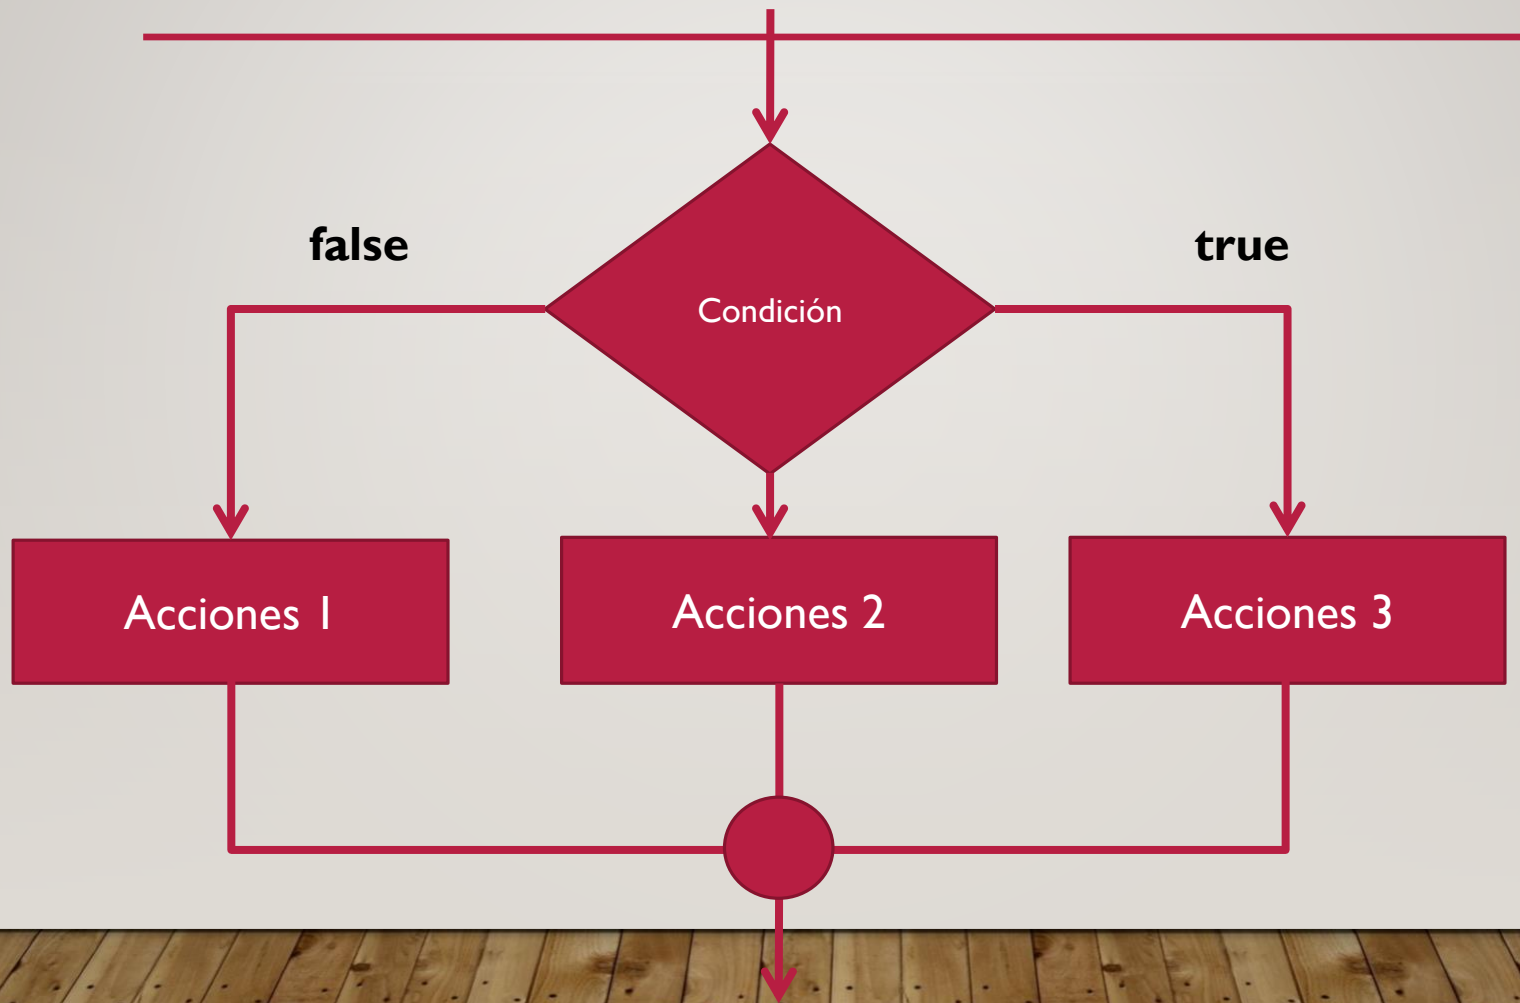 false
true
Condición
Acciones 1
Acciones 2
Acciones 3